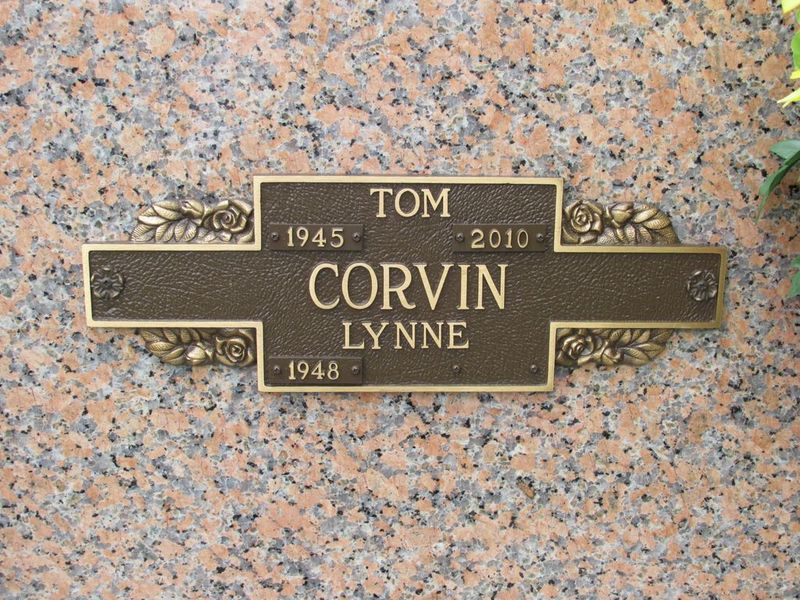 TOM
1945 2010
CORVIN
LYNNE
1948